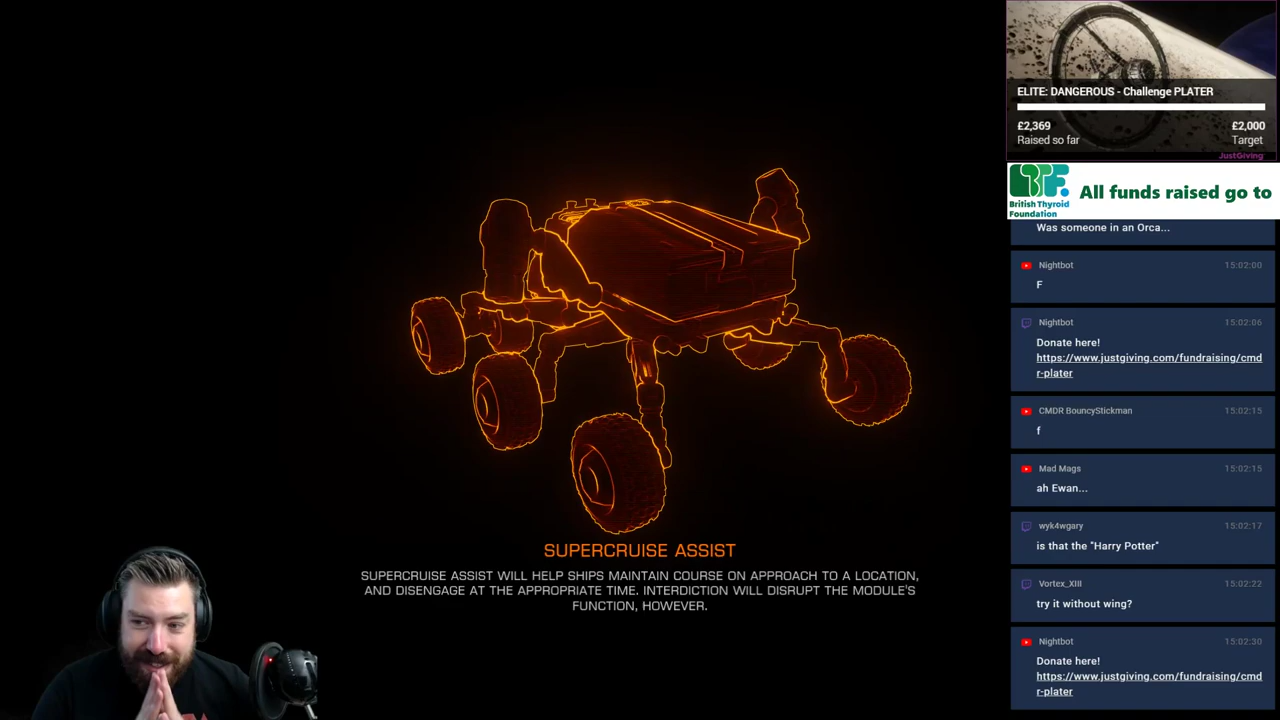 ELITE: DANGEROUS - Challenge PLATER
£2,369
£2,000
Raised so far
Target
JustGiving
BTF
British Thyroid
Foundation
All funds raised go to
Was someone in an Orca...
Nightbot 15:02:00
F
Nightbot 15:02:06
Donate here!
https://www.justgiving.com/fundraising/cmd
r-plater
CMDR BouncyStickman 15:02:15
f
Mad Mags 15:02:15
ah Ewan...
wyk4wgary 15:02:17
is that the "Harry Potter"
Vortex_XIII 15:02:22
try it without wing?
Nightbot 15:02:30
Donate here!
https://www.justgiving.com/fundraising/cmd
r-plater
SUPERCRUISE ASSIST
SUPERCRUISE ASSIST WILL HELP SHIPS MAINTAIN COURSE ON APPROACH TO A LOCATION,
AND DISENGAGE AT THE APPROPRIATE TIME. INTERDICTION WILL DISRUPT THE MODULE'S
FUNCTION, HOWEVER.